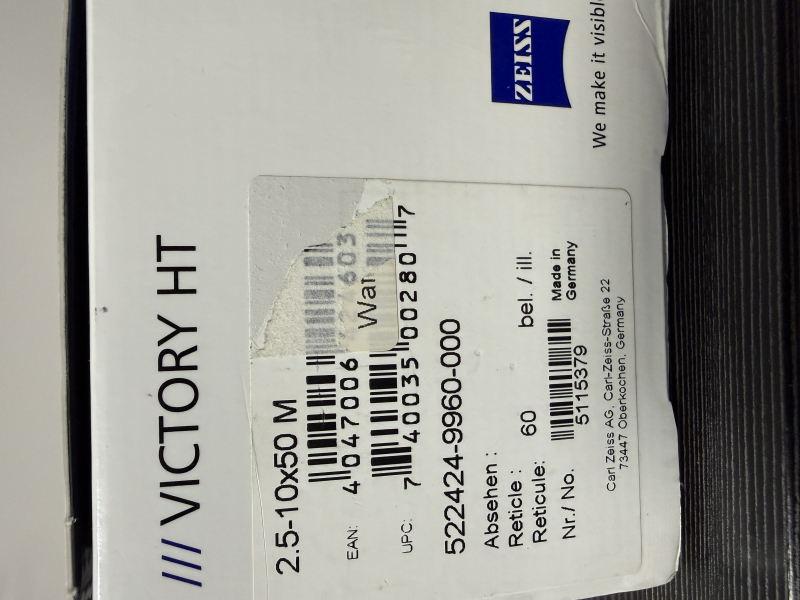 /// VICTORY HT
ZEISS
We make it visibl
2.5-10x50 M
EAN:
4 047006 603
War
UPC:
7 40035 00280 7
522424-9960-000
Absehen :
Reticle : 60 bel. / ill.
Reticule:
Nr./ No. 5115379
Made in
Germany
Carl Zeiss AG, Carl-Zeiss-Straße 22
73447 Oberkochen, Germany